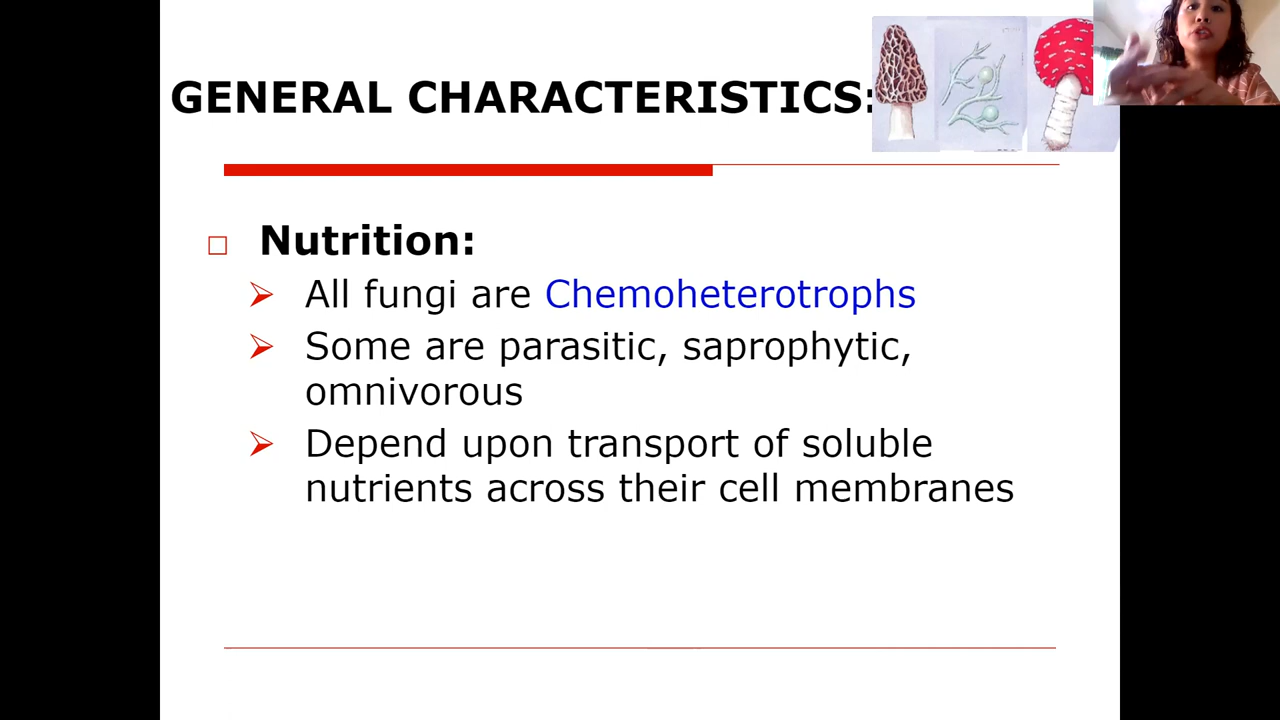 GENERAL CHARACTERISTICS:
Nutrition:
All fungi are Chemoheterotrophs
Some are parasitic, saprophytic,
omnivorous
Depend upon transport of soluble
nutrients across their cell membranes